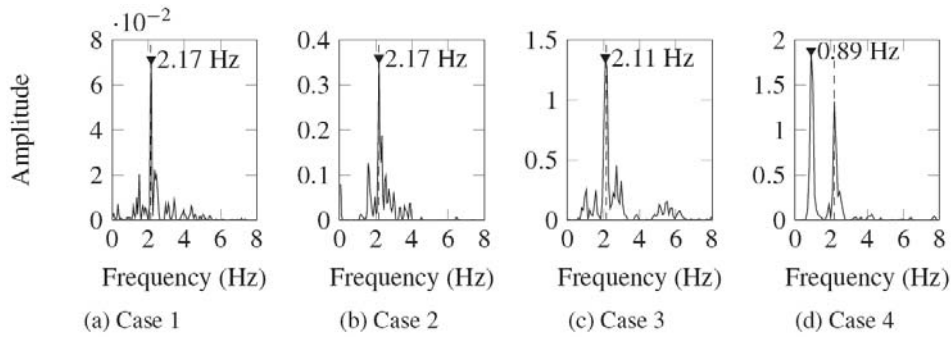 ·10⁻²
8
6
4
2
0
0 2 4 6 8
2.17 Hz
Amplitude
Frequency (Hz)
(a) Case 1
0.4
0.3
0.2
0.1
0
0 2 4 6 8
2.17 Hz
Frequency (Hz)
(b) Case 2
1.5
1
0.5
0
0 2 4 6 8
2.11 Hz
Frequency (Hz)
(c) Case 3
2
1.5
1
0.5
0
0 2 4 6 8
0.89 Hz
Frequency (Hz)
(d) Case 4